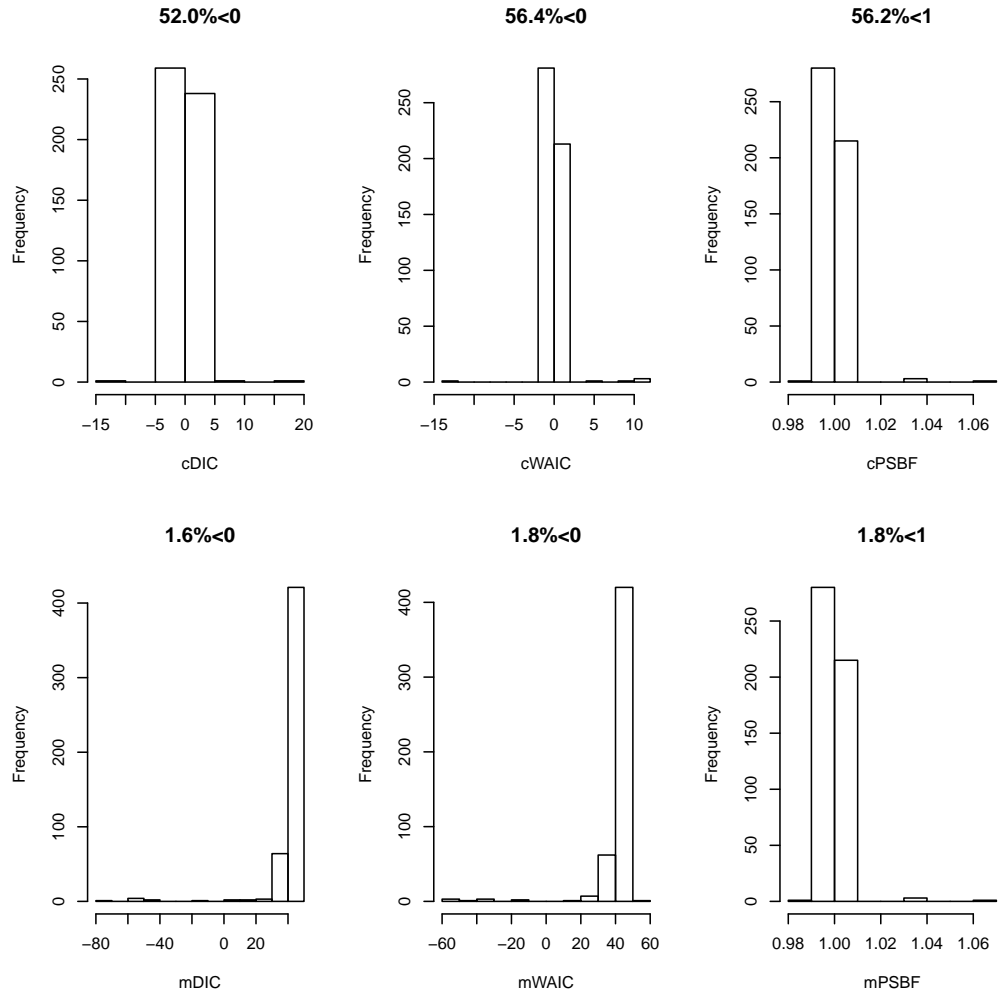 52.0%<0
56.4%<0
56.2%<1
Frequency
0 50 100 150 200 250
−15 −5 0 5 10 20
cDIC
Frequency
0 50 100 150 200 250
−15 −5 0 5 10
cWAIC
Frequency
0 50 100 150 200 250
0.98 1.00 1.02 1.04 1.06
cPSBF
1.6%<0
1.8%<0
1.8%<1
Frequency
0 100 200 300 400
−80 −40 0 20
mDIC
Frequency
0 100 200 300 400
−60 −20 0 20 40 60
mWAIC
Frequency
0 50 100 150 200 250
0.98 1.00 1.02 1.04 1.06
mPSBF